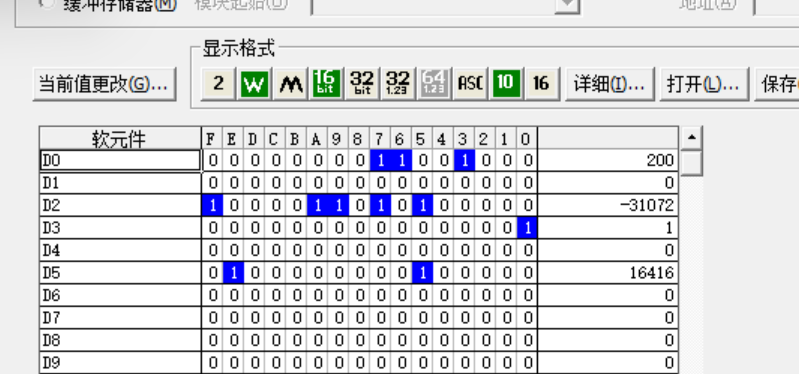 缓冲存储器(M) 模块起始(U) 地址(A)
显示格式
当前值更改(G)... 2 W M 16 bit 32 bit 32 1.23 64 1.23 ASC 10 16 详细(I)... 打开(L)... 保存
软元件 F E D C B A 9 8 7 6 5 4 3 2 1 0
D0 0 0 0 0 0 0 0 0 1 1 0 0 1 0 0 0 200
D1 0 0 0 0 0 0 0 0 0 0 0 0 0 0 0 0 0
D2 1 0 0 0 0 1 1 0 1 0 1 0 0 0 0 0 -31072
D3 0 0 0 0 0 0 0 0 0 0 0 0 0 0 0 1 1
D4 0 0 0 0 0 0 0 0 0 0 0 0 0 0 0 0 0
D5 0 1 0 0 0 0 0 0 0 0 1 0 0 0 0 0 16416
D6 0 0 0 0 0 0 0 0 0 0 0 0 0 0 0 0 0
D7 0 0 0 0 0 0 0 0 0 0 0 0 0 0 0 0 0
D8 0 0 0 0 0 0 0 0 0 0 0 0 0 0 0 0 0
D9 0 0 0 0 0 0 0 0 0 0 0 0 0 0 0 0 0